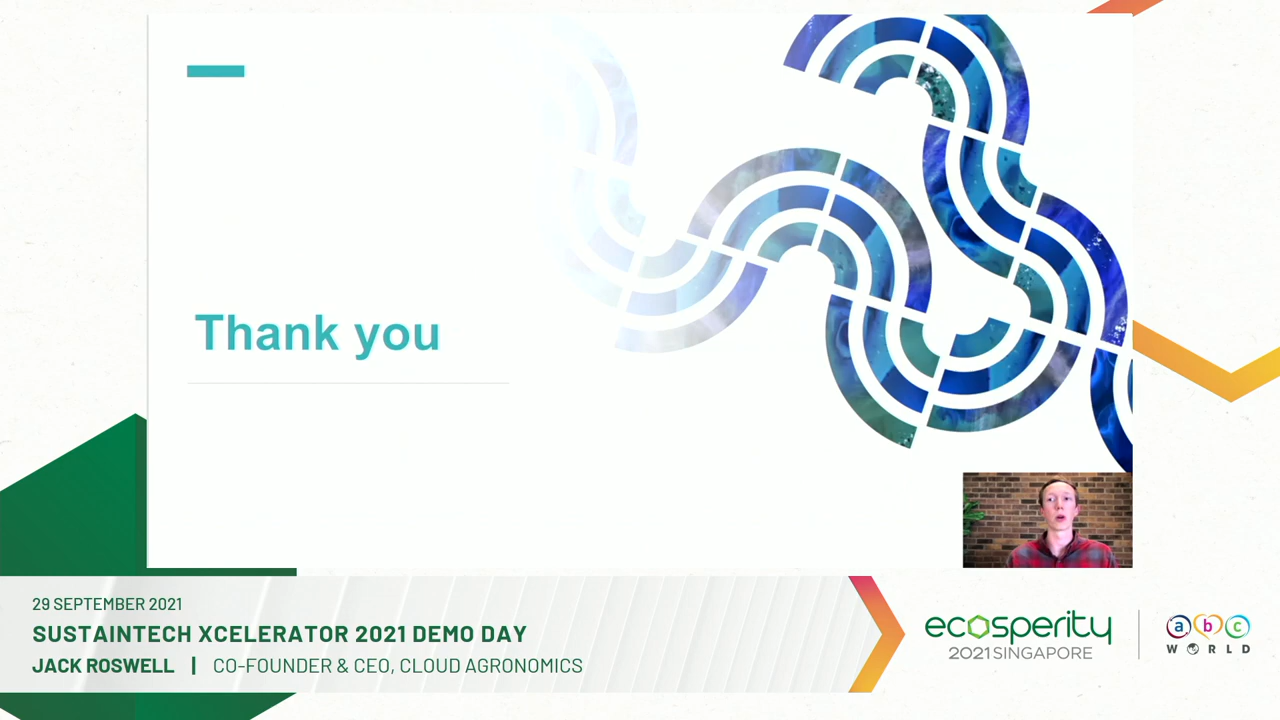 Thank you
29 SEPTEMBER 2021
SUSTAINTECH XCELERATOR 2021 DEMO DAY
JACK ROSWELL | CO-FOUNDER & CEO, CLOUD AGRONOMICS
ecosperity
2021 SINGAPORE
a b c
WORLD